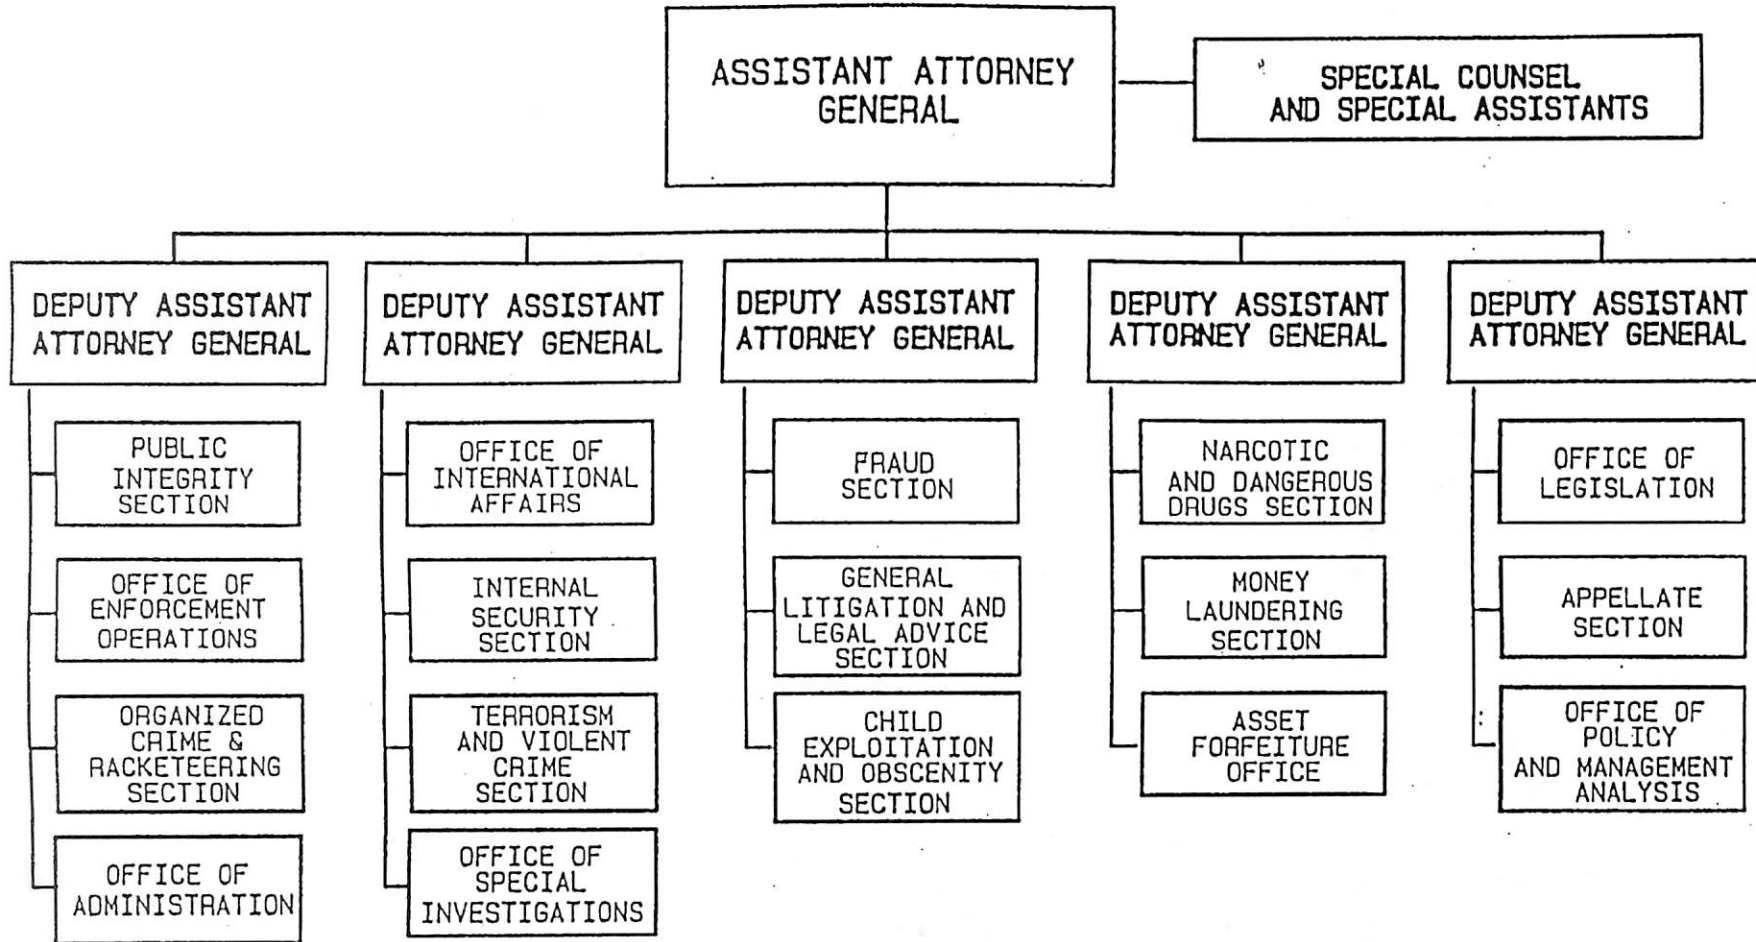 ASSISTANT ATTORNEY
GENERAL
SPECIAL COUNSEL
AND SPECIAL ASSISTANTS
DEPUTY ASSISTANT
ATTORNEY GENERAL
PUBLIC
INTEGRITY
SECTION
OFFICE OF
ENFORCEMENT
OPERATIONS
ORGANIZED
CRIME &
RACKETEERING
SECTION
OFFICE OF
ADMINISTRATION
DEPUTY ASSISTANT
ATTORNEY GENERAL
OFFICE OF
INTERNATIONAL
AFFAIRS
INTERNAL
SECURITY
SECTION
TERRORISM
AND VIOLENT
CRIME
SECTION
OFFICE OF
SPECIAL
INVESTIGATIONS
DEPUTY ASSISTANT
ATTORNEY GENERAL
FRAUD
SECTION
GENERAL
LITIGATION AND
LEGAL ADVICE
SECTION
CHILD
EXPLOITATION
AND OBSCENITY
SECTION
DEPUTY ASSISTANT
ATTORNEY GENERAL
NARCOTIC
AND DANGEROUS
DRUGS SECTION
MONEY
LAUNDERING
SECTION
ASSET
FORFEITURE
OFFICE
DEPUTY ASSISTANT
ATTORNEY GENERAL
OFFICE OF
LEGISLATION
APPELLATE
SECTION
OFFICE OF
POLICY
AND MANAGEMENT
ANALYSIS